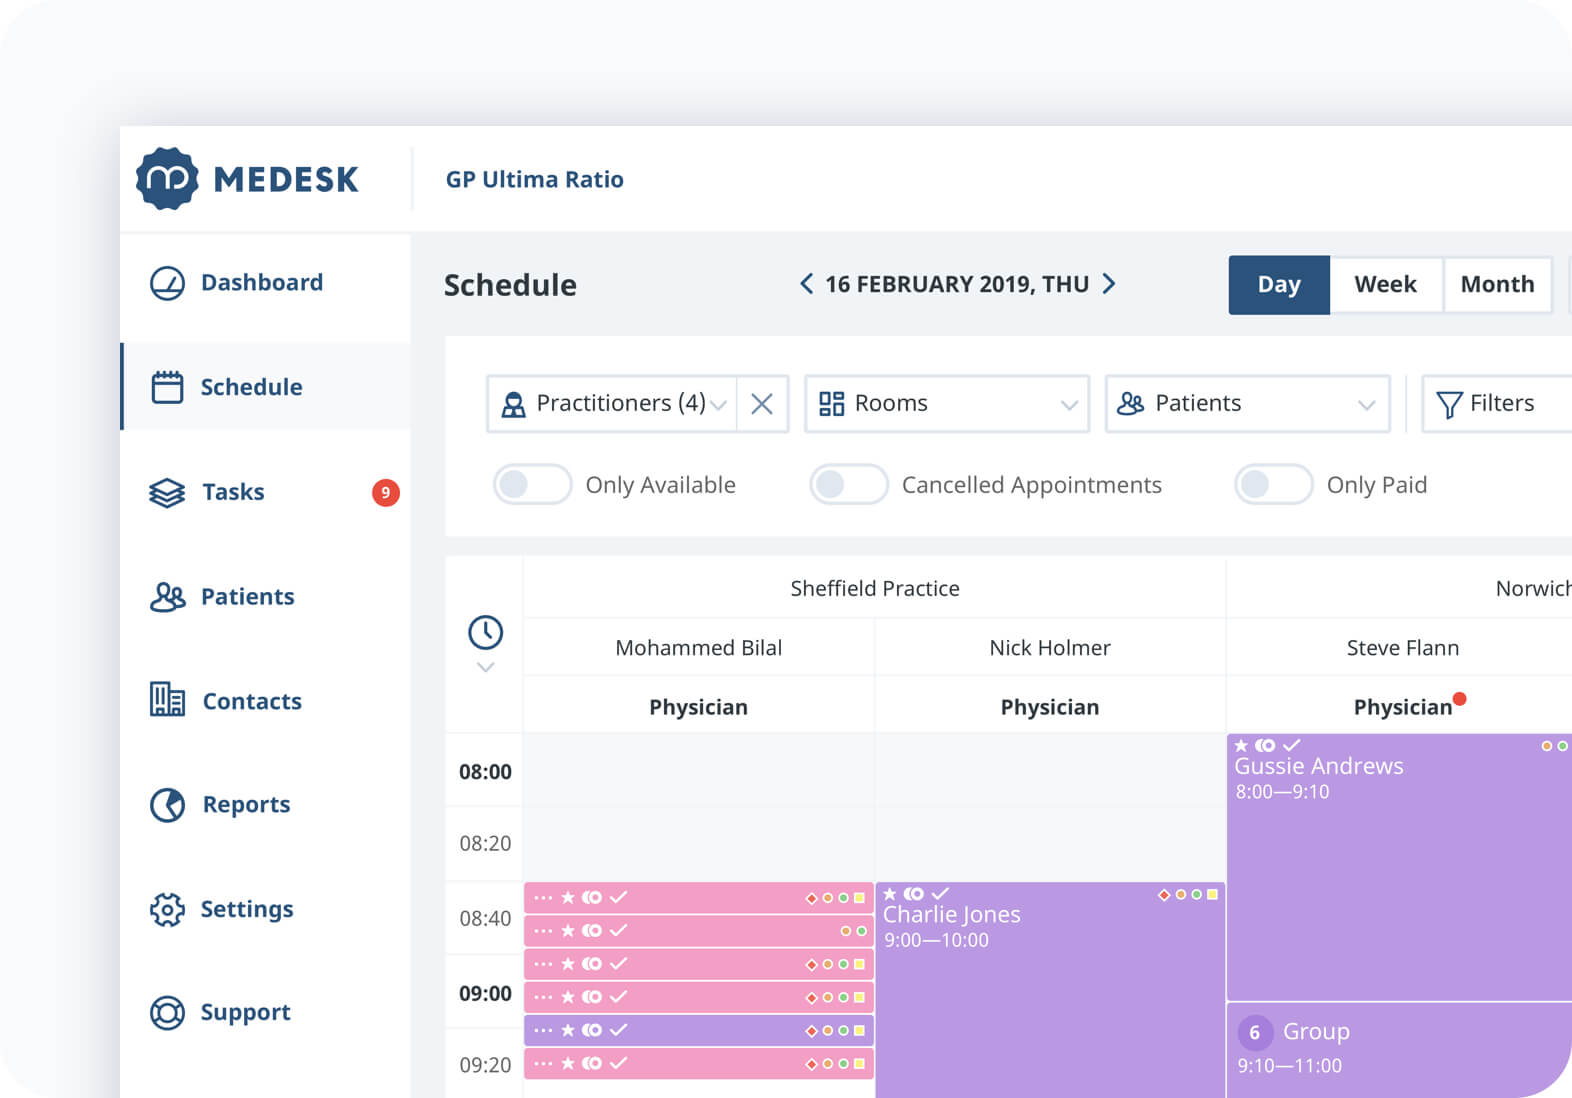 MEDESK
GP Ultima Ratio
Dashboard
Schedule
Tasks
9
Patients
Contacts
Reports
Settings
Support
Schedule
16 FEBRUARY 2019, THU
Day
Week
Month
Practitioners (4)
Rooms
Patients
Filters
Only Available
Cancelled Appointments
Only Paid
Sheffield Practice
Norwich
Mohammed Bilal
Nick Holmer
Steve Flann
Physician
Physician
Physician
08:00
08:20
08:40
09:00
09:20
Charlie Jones
9:00—10:00
Gussie Andrews
8:00—9:10
6 Group
9:10—11:00